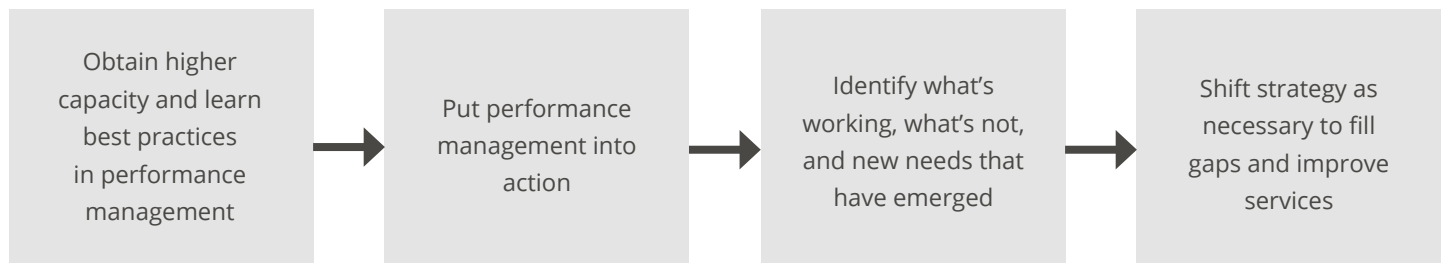 Obtain higher
capacity and learn
best practices
in performance
management
Put performance
management into
action
Identify what’s
working, what’s not,
and new needs that
have emerged
Shift strategy as
necessary to fill
gaps and improve
services